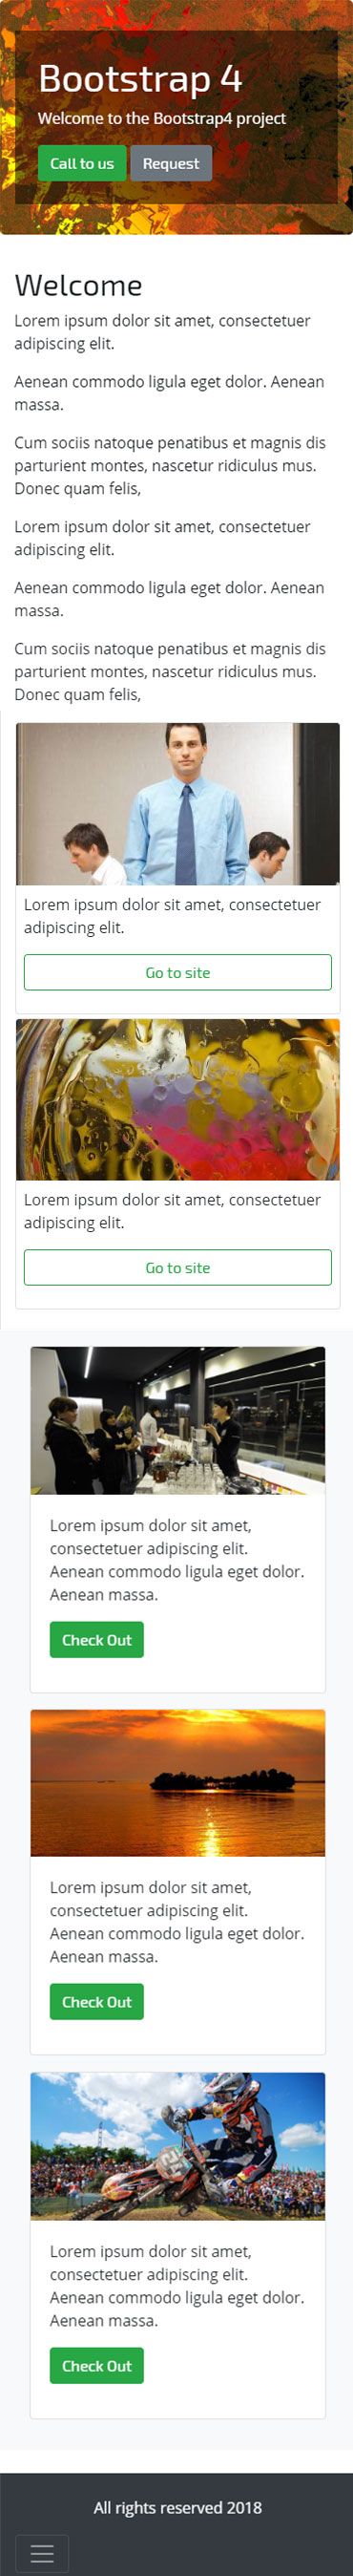 Bootstrap 4
Welcome to the Bootstrap4 project
Call to us
Request
Welcome
Lorem ipsum dolor sit amet, consectetuer
adipiscing elit.
Aenean commodo ligula eget dolor. Aenean
massa.
Cum sociis natoque penatibus et magnis dis
parturient montes, nascetur ridiculus mus.
Donec quam felis,
Lorem ipsum dolor sit amet, consectetuer
adipiscing elit.
Aenean commodo ligula eget dolor. Aenean
massa.
Cum sociis natoque penatibus et magnis dis
parturient montes, nascetur ridiculus mus.
Donec quam felis,
Lorem ipsum dolor sit amet, consectetuer
adipiscing elit.
Go to site
Lorem ipsum dolor sit amet, consectetuer
adipiscing elit.
Go to site
Lorem ipsum dolor sit amet,
consectetuer adipiscing elit.
Aenean commodo ligula eget dolor.
Aenean massa.
Check Out
Lorem ipsum dolor sit amet,
consectetuer adipiscing elit.
Aenean commodo ligula eget dolor.
Aenean massa.
Check Out
Lorem ipsum dolor sit amet,
consectetuer adipiscing elit.
Aenean commodo ligula eget dolor.
Aenean massa.
Check Out
All rights reserved 2018